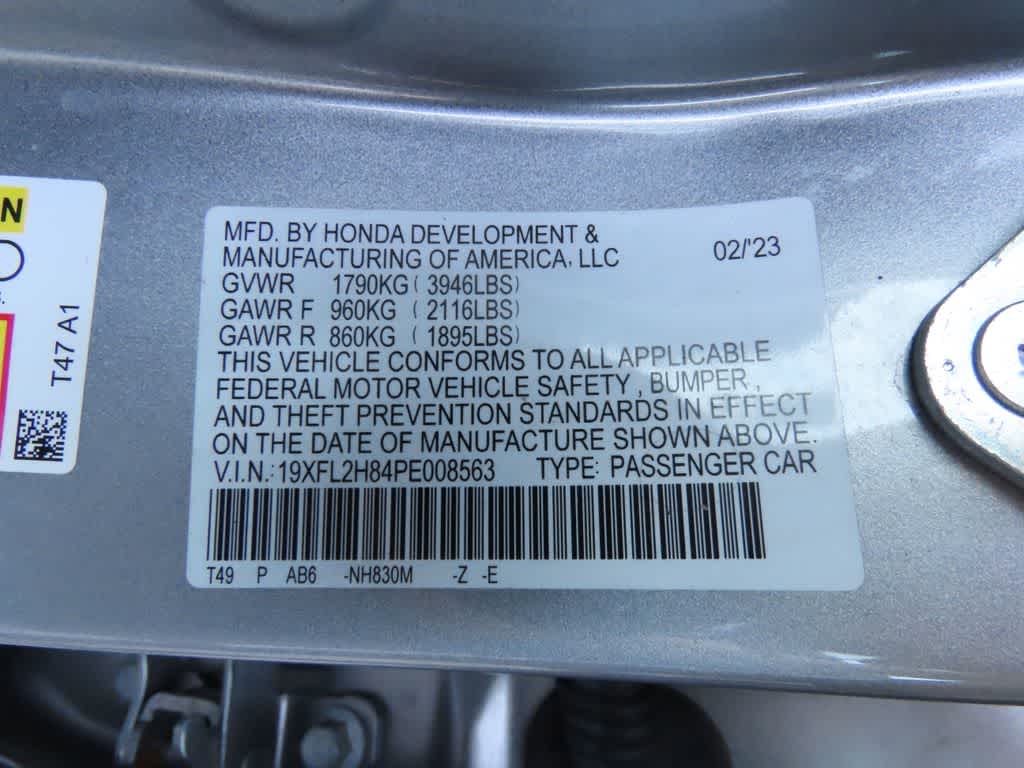 N
T47 A1
MFD. BY HONDA DEVELOPMENT &
MANUFACTURING OF AMERICA, LLC 02/'23
GVWR 1790KG ( 3946LBS)
GAWR F 960KG ( 2116LBS)
GAWR R 860KG ( 1895LBS)
THIS VEHICLE CONFORMS TO ALL APPLICABLE
FEDERAL MOTOR VEHICLE SAFETY , BUMPER ,
AND THEFT PREVENTION STANDARDS IN EFFECT
ON THE DATE OF MANUFACTURE SHOWN ABOVE.
V.I.N.: 19XFL2H84PE008563 TYPE: PASSENGER CAR
T49 P AB6 -NH830M -Z -E